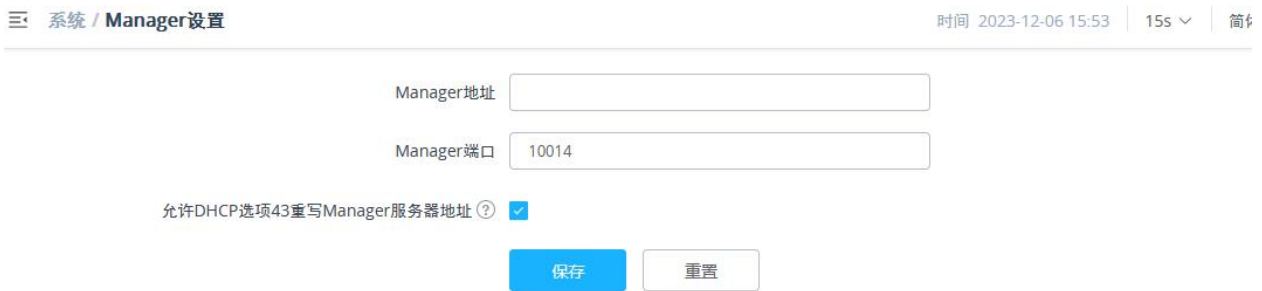 系统 / Manager设置 时间 2023-12-06 15:53 15s 简体
Manager地址
Manager端口 10014
允许DHCP选项43重写Manager服务器地址 ?
保存 重置